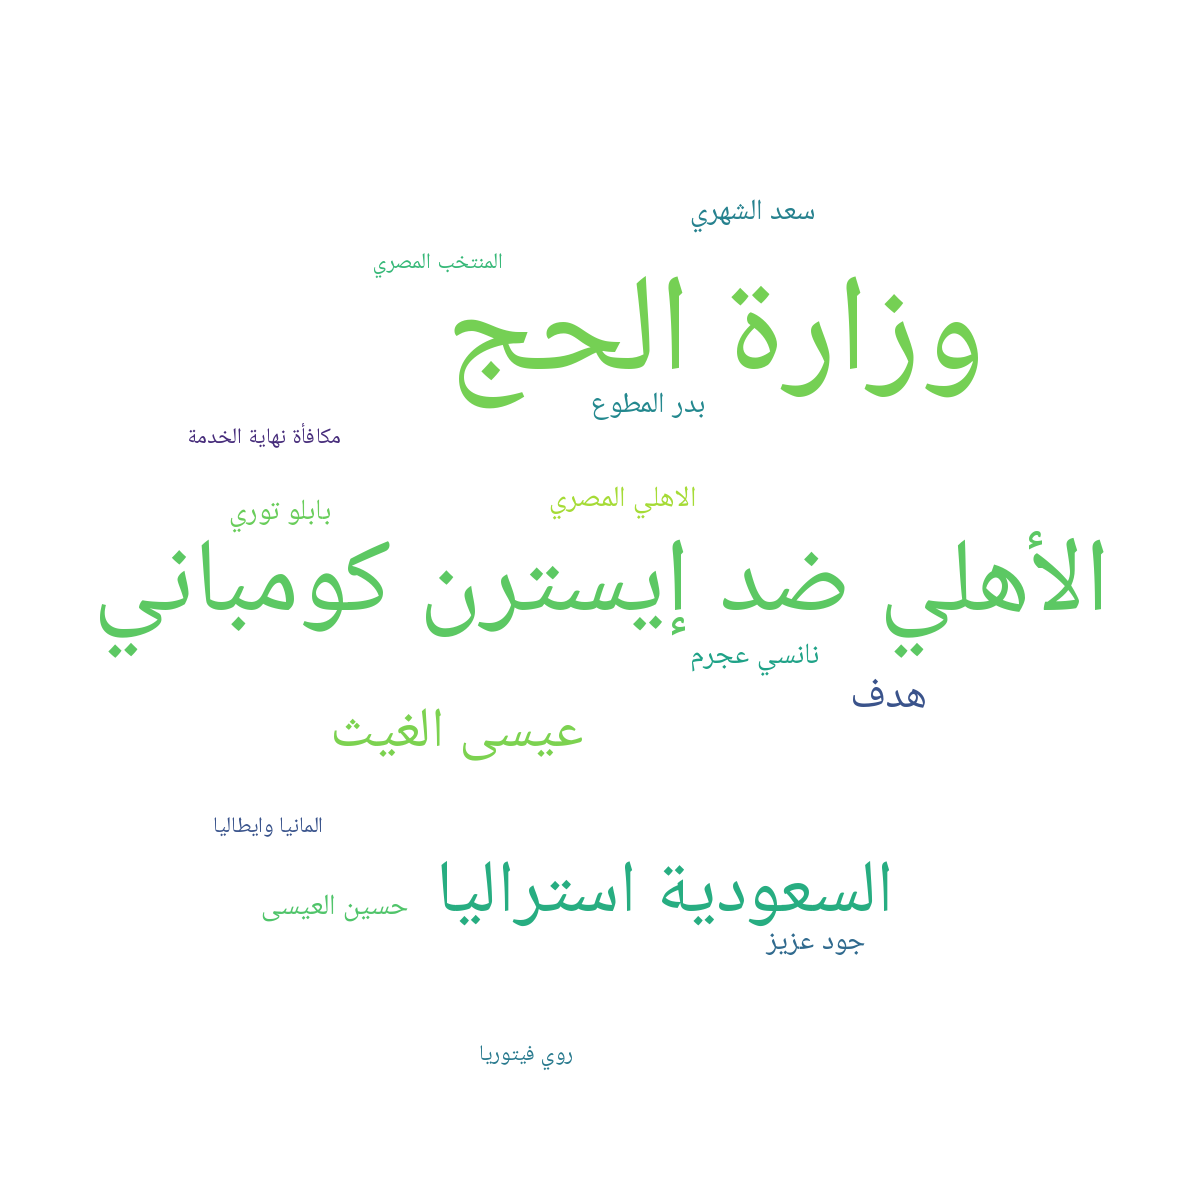 سعد الشهري
المنتخب المصري
وزارة الحج
بدر المطوع
مكافأة نهاية الخدمة
الاهلي المصري
بابلو توري
الأهلي ضد إيسترن كومباني
نانسي عجرم
هدف
عيسى الغيث
المانيا وايطاليا
السعودية استراليا
حسين العيسى
جود عزيز
روي فيتوريا